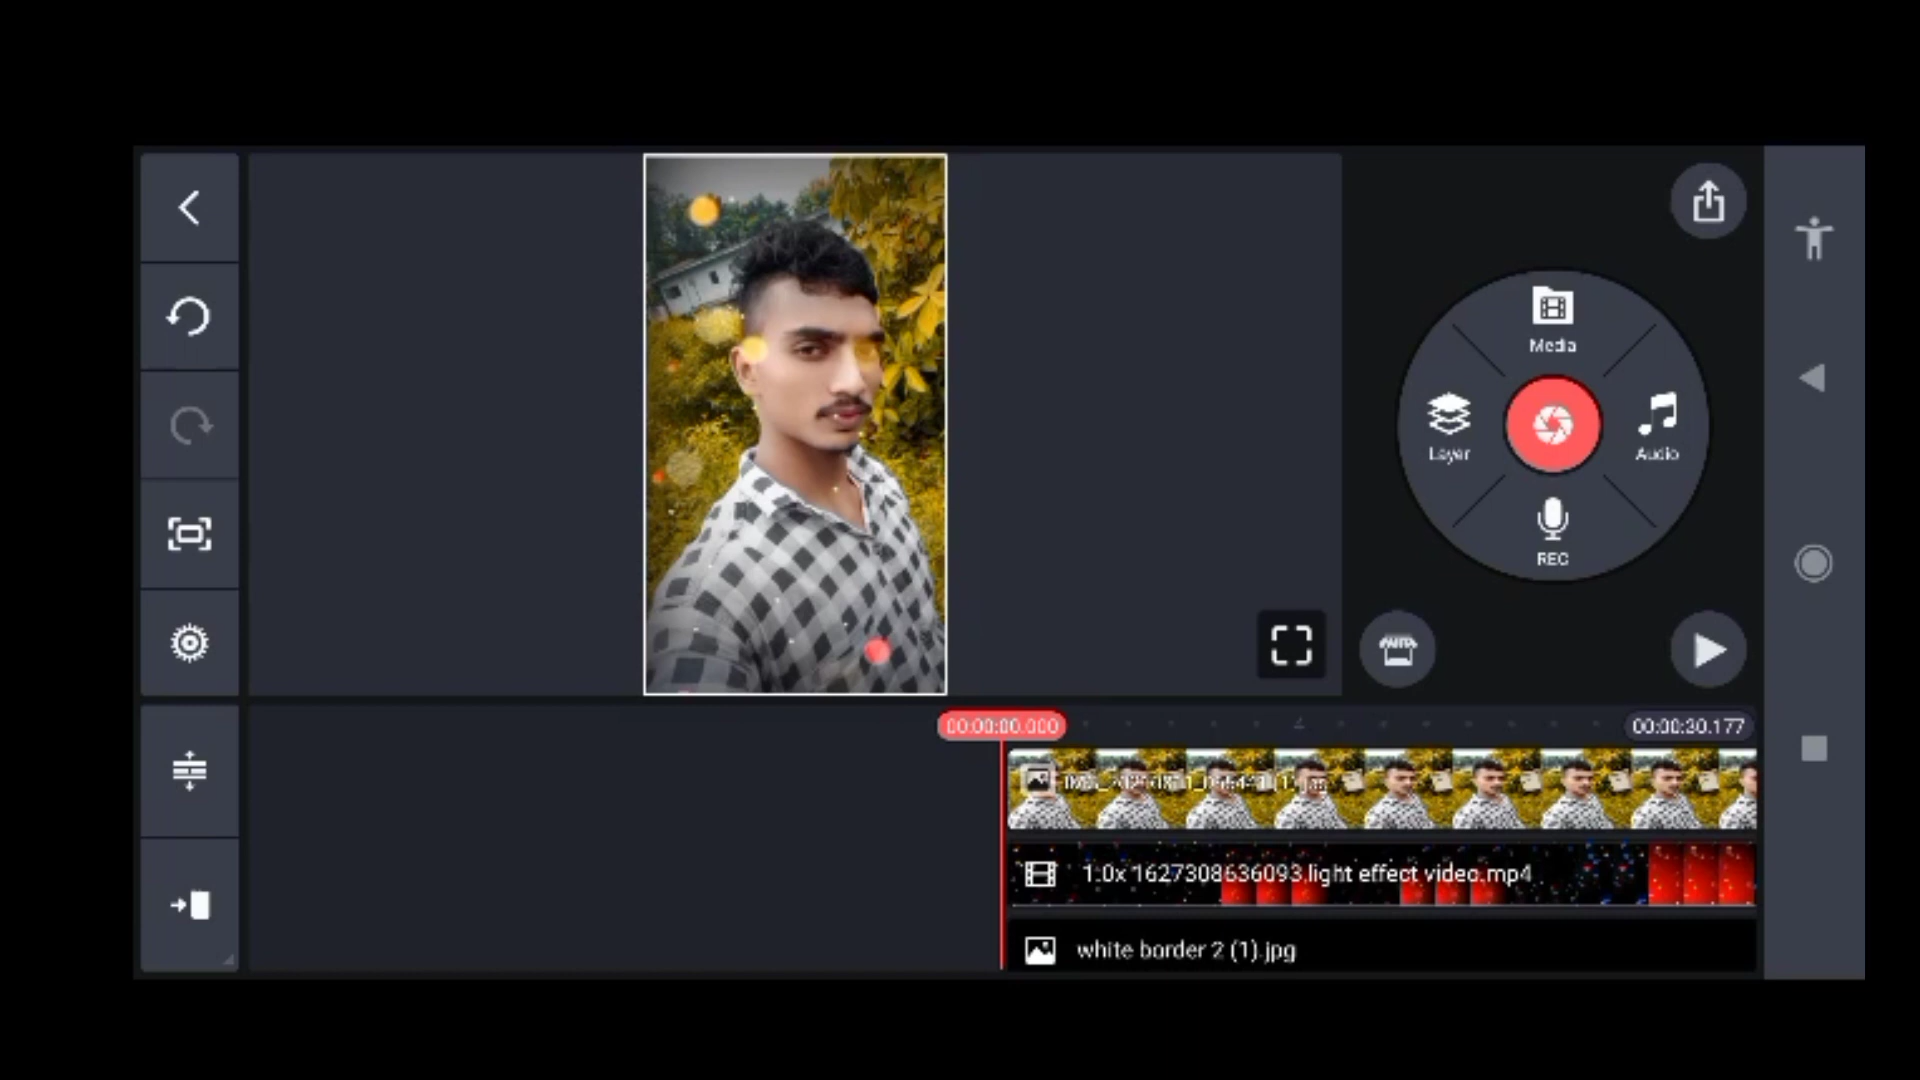 Media
Layer
Audio
REC
00:00:00.000
00:00:30.177
1.0x 1627308636093,light effect video.mp4
white border 2 (1).jpg